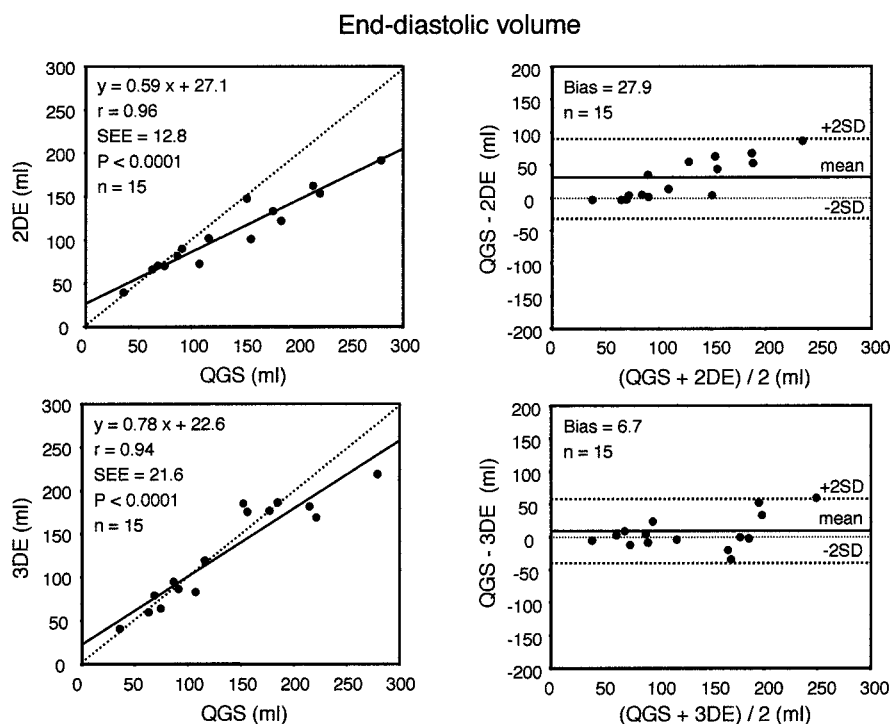 End-diastolic volume
300
250
200
150
100
50
0
2DE (ml)
y = 0.59 x + 27.1
r = 0.96
SEE = 12.8
P < 0.0001
n = 15
0 50 100 150 200 250 300
QGS (ml)
200
150
100
50
0
-50
-100
-150
-200
QGS - 2DE (ml)
Bias = 27.9
n = 15
+2SD
mean
-2SD
50 100 150 200 250 300
(QGS + 2DE) / 2 (ml)
300
250
200
150
100
50
0
3DE (ml)
y = 0.78 x + 22.6
r = 0.94
SEE = 21.6
P < 0.0001
n = 15
0 50 100 150 200 250 300
QGS (ml)
200
150
100
50
0
-50
-100
-150
-200
QGS - 3DE (ml)
Bias = 6.7
n = 15
+2SD
mean
-2SD
0 50 100 150 200 250 300
(QGS + 3DE) / 2 (ml)